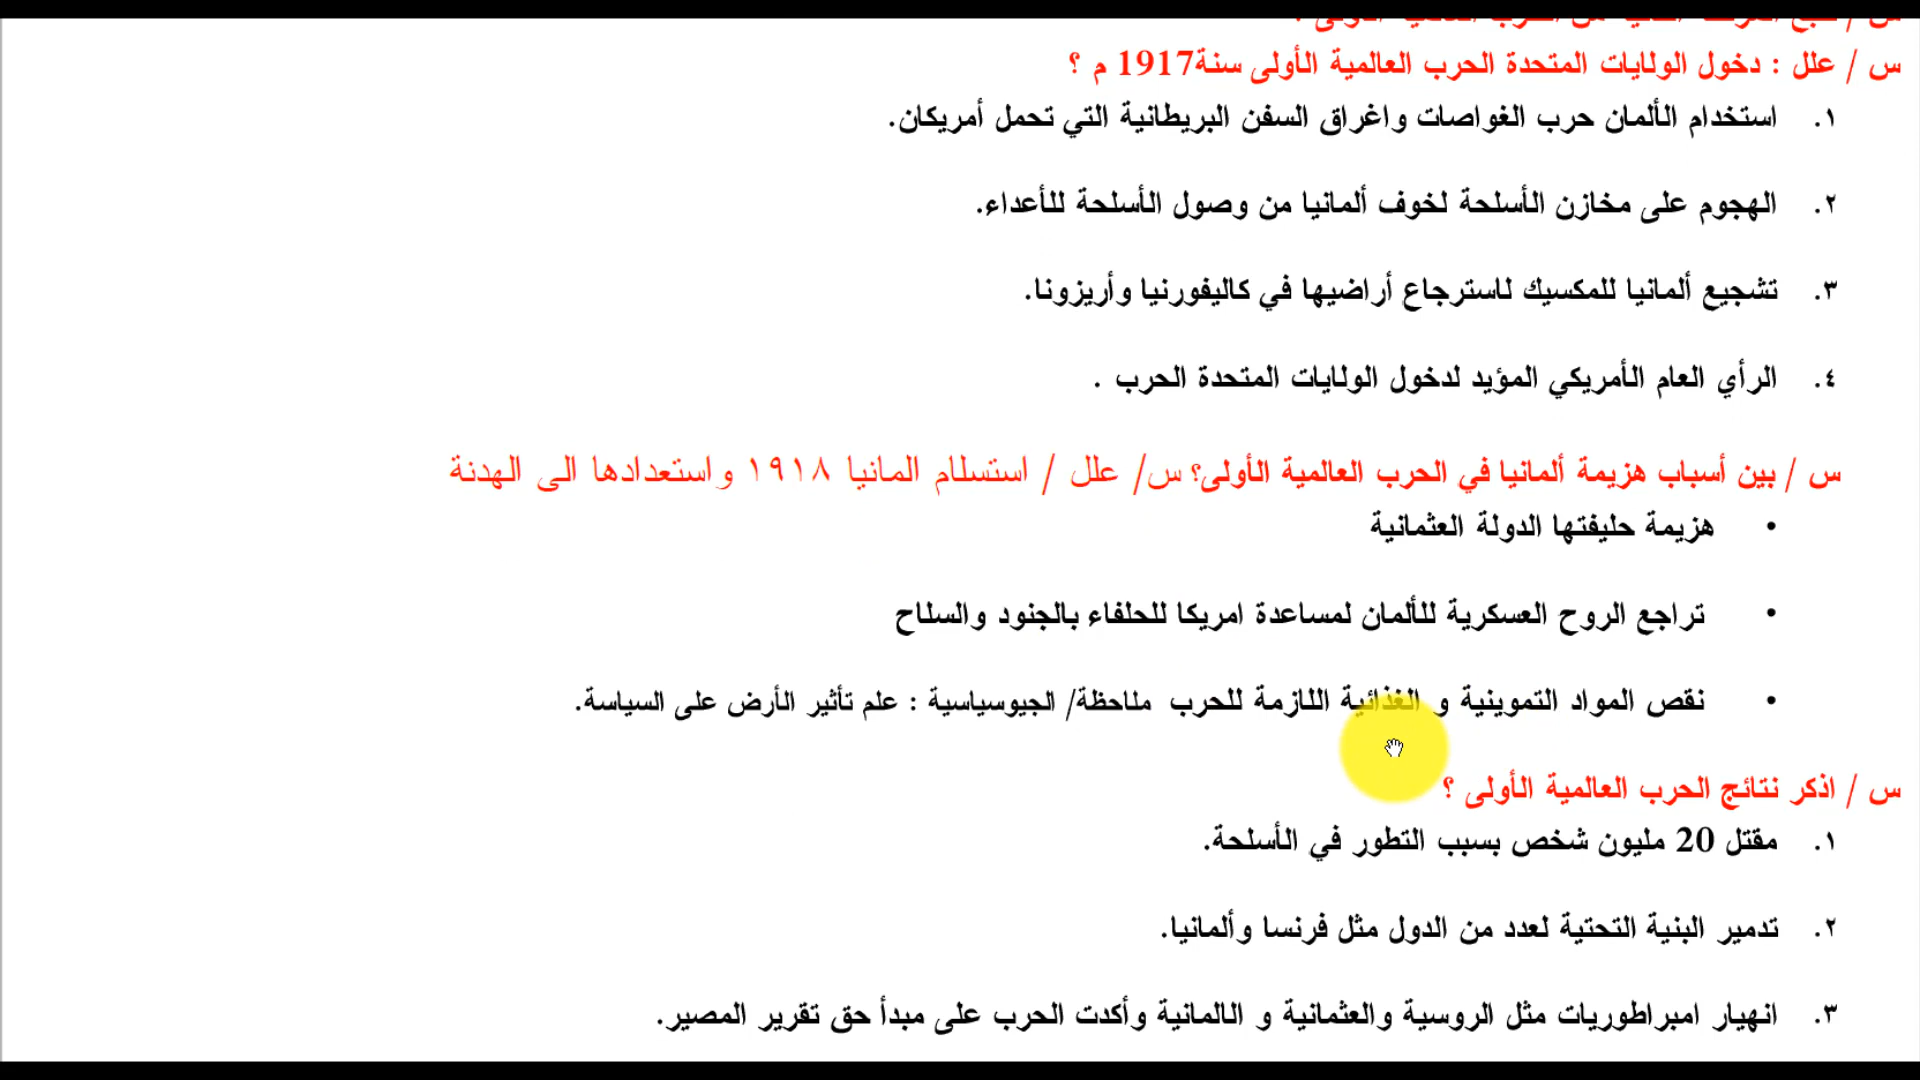 س / علل : دخول الولايات المتحدة الحرب العالمية الأولى سنة1917 م ؟
١. استخدام الألمان حرب الغواصات واغراق السفن البريطانية التي تحمل أمريكان.
٢. الهجوم على مخازن الأسلحة لخوف ألمانيا من وصول الأسلحة للأعداء.
٣. تشجيع ألمانيا للمكسيك لاسترجاع أراضيها في كاليفورنيا وأريزونا.
٤. الرأي العام الأمريكي المؤيد لدخول الولايات المتحدة الحرب .
س / بين أسباب هزيمة ألمانيا في الحرب العالمية الأولى؟ س/ علل / استسلام المانيا ١٩١٨ واستعدادها الى الهدنة
• هزيمة حليفتها الدولة العثمانية
• تراجع الروح العسكرية للألمان لمساعدة امريكا للحلفاء بالجنود والسلاح
• نقص المواد التموينية و الغذائية اللازمة للحرب ملاحظة/ الجيوسياسية : علم تأثير الأرض على السياسة.
س / اذكر نتائج الحرب العالمية الأولى ؟
١. مقتل 20 مليون شخص بسبب التطور في الأسلحة.
٢. تدمير البنية التحتية لعدد من الدول مثل فرنسا وألمانيا.
٣. انهيار امبراطوريات مثل الروسية والعثمانية و الالمانية وأكدت الحرب على مبدأ حق تقرير المصير.